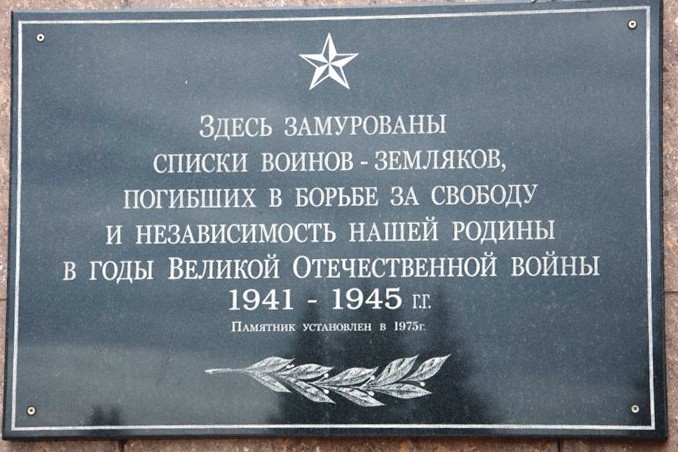 Здесь замурованы
списки воинов - земляков,
погибших в борьбе за свободу
и независимость нашей родины
в годы Великой Отечественной войны
1941 - 1945 г.г.
Памятник установлен в 1975г.